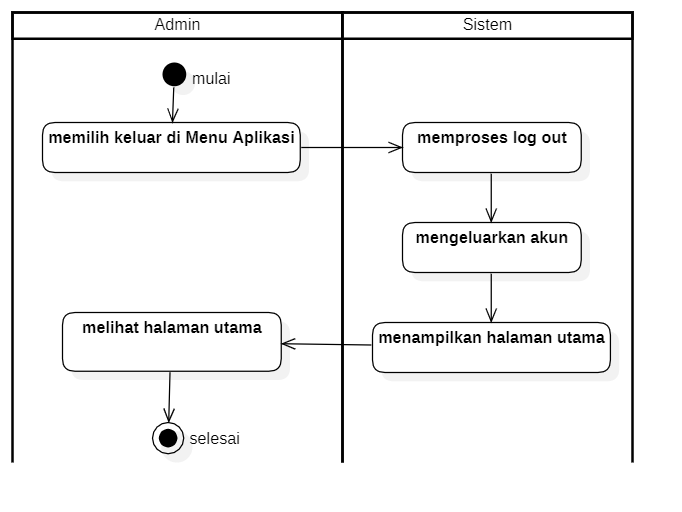 Admin
Sistem
mulai
memilih keluar di Menu Aplikasi
memproses log out
mengeluarkan akun
menampilkan halaman utama
melihat halaman utama
selesai